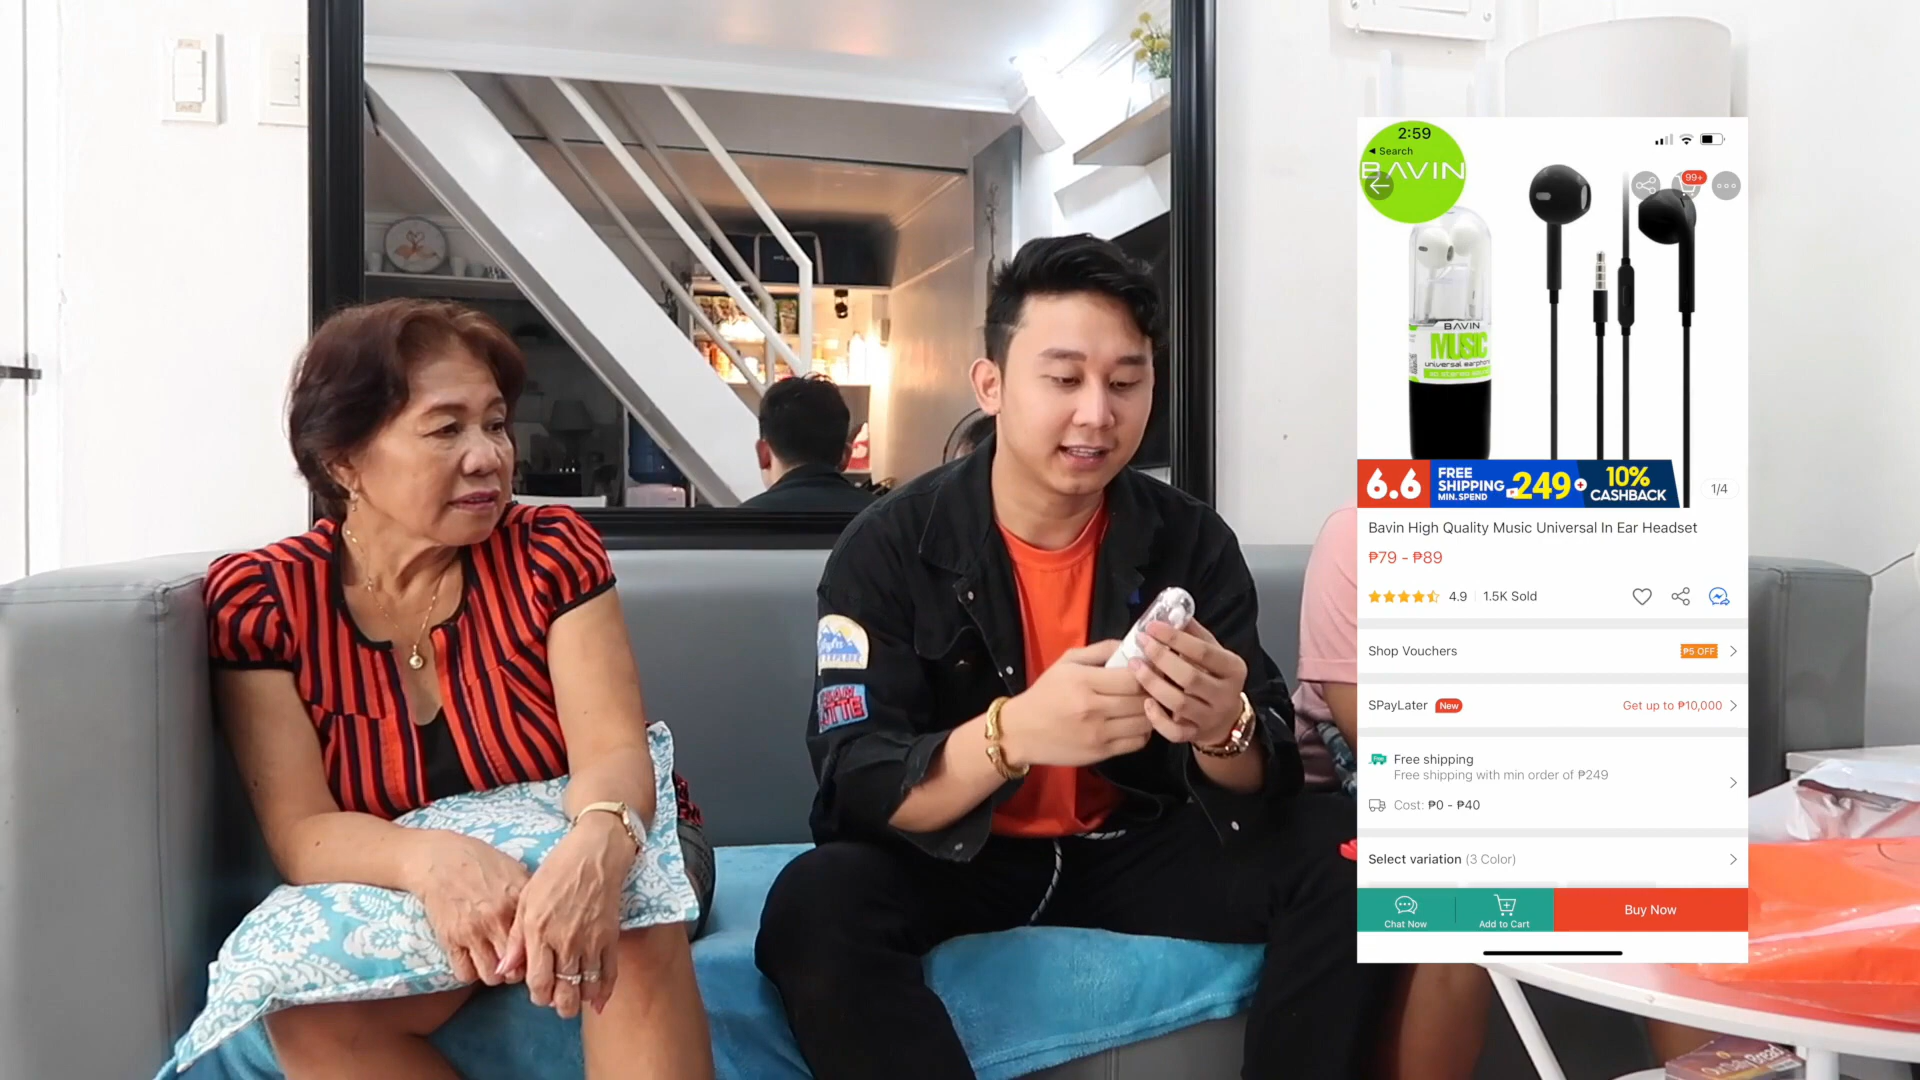 2:59
Search
BAVIN
99+
BAVIN
MUSIC
universal earphone
6.6
FREE
SHIPPING
MIN. SPEND
₱249
+
10%
CASHBACK
1/4
Bavin High Quality Music Universal In Ear Headset
₱79 - ₱89
4.9
1.5K Sold
Shop Vouchers
₱5 OFF
SPayLater
New
Get up to ₱10,000
Free shipping
Free shipping with min order of ₱249
Cost: ₱0 - ₱40
Select variation (3 Color)
Chat Now
Add to Cart
Buy Now
Our Daily Bread